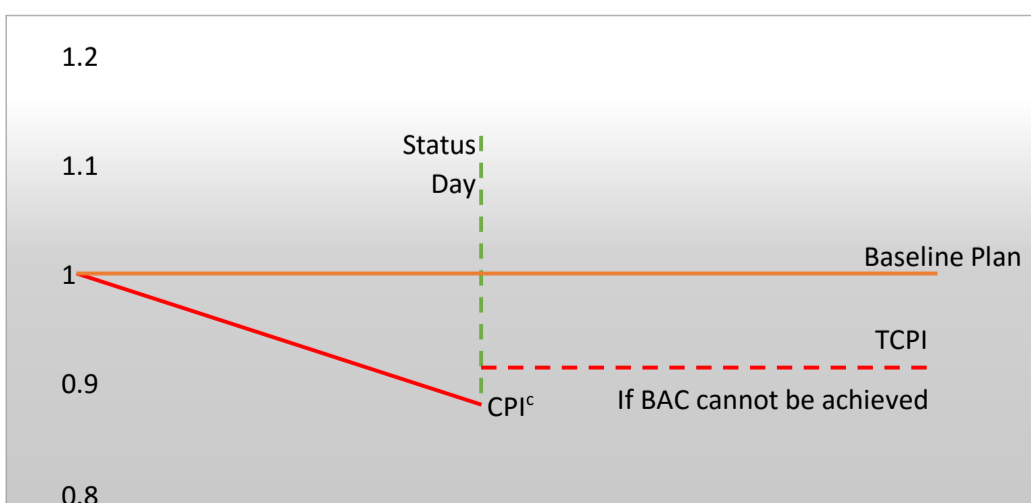 1.2
Status
1.1
Day
Baseline Plan
1
TCPI
0.9
If BAC cannot be achieved
CPIᶜ
0.8